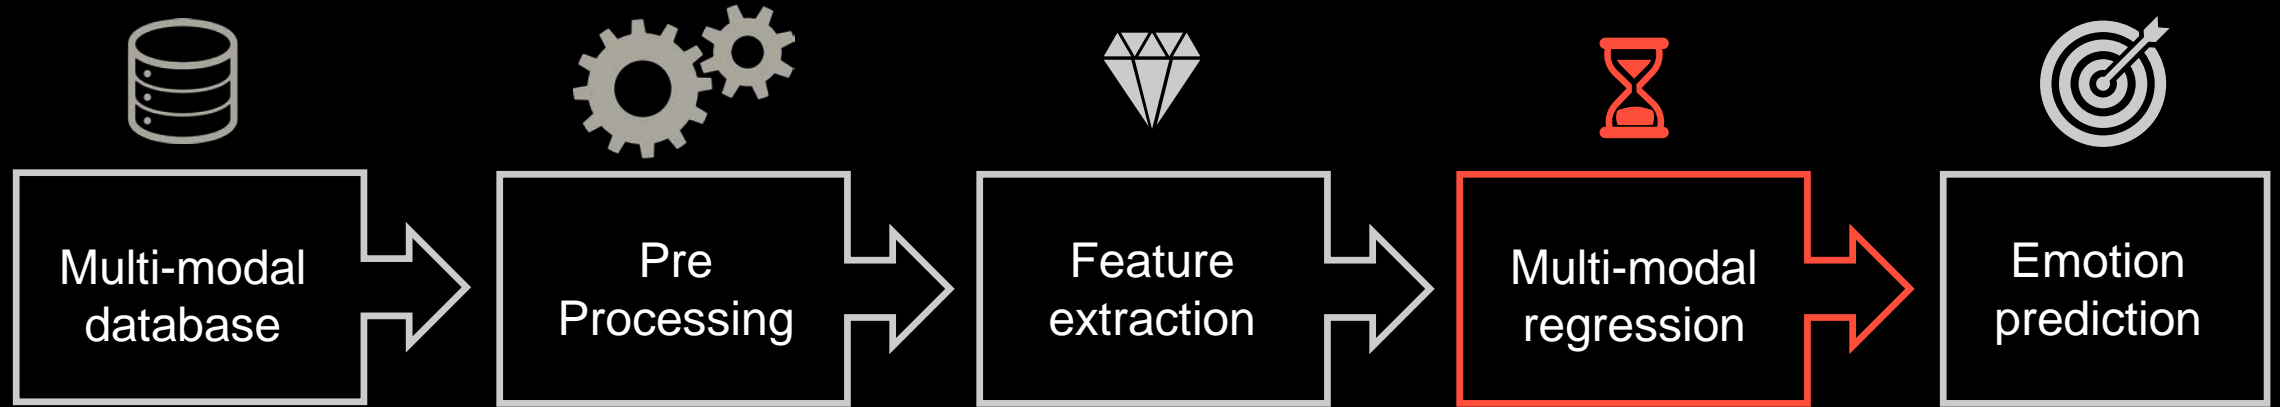 Multi-modal
database
Pre
Processing
Feature
extraction
Multi-modal
regression
Emotion
prediction